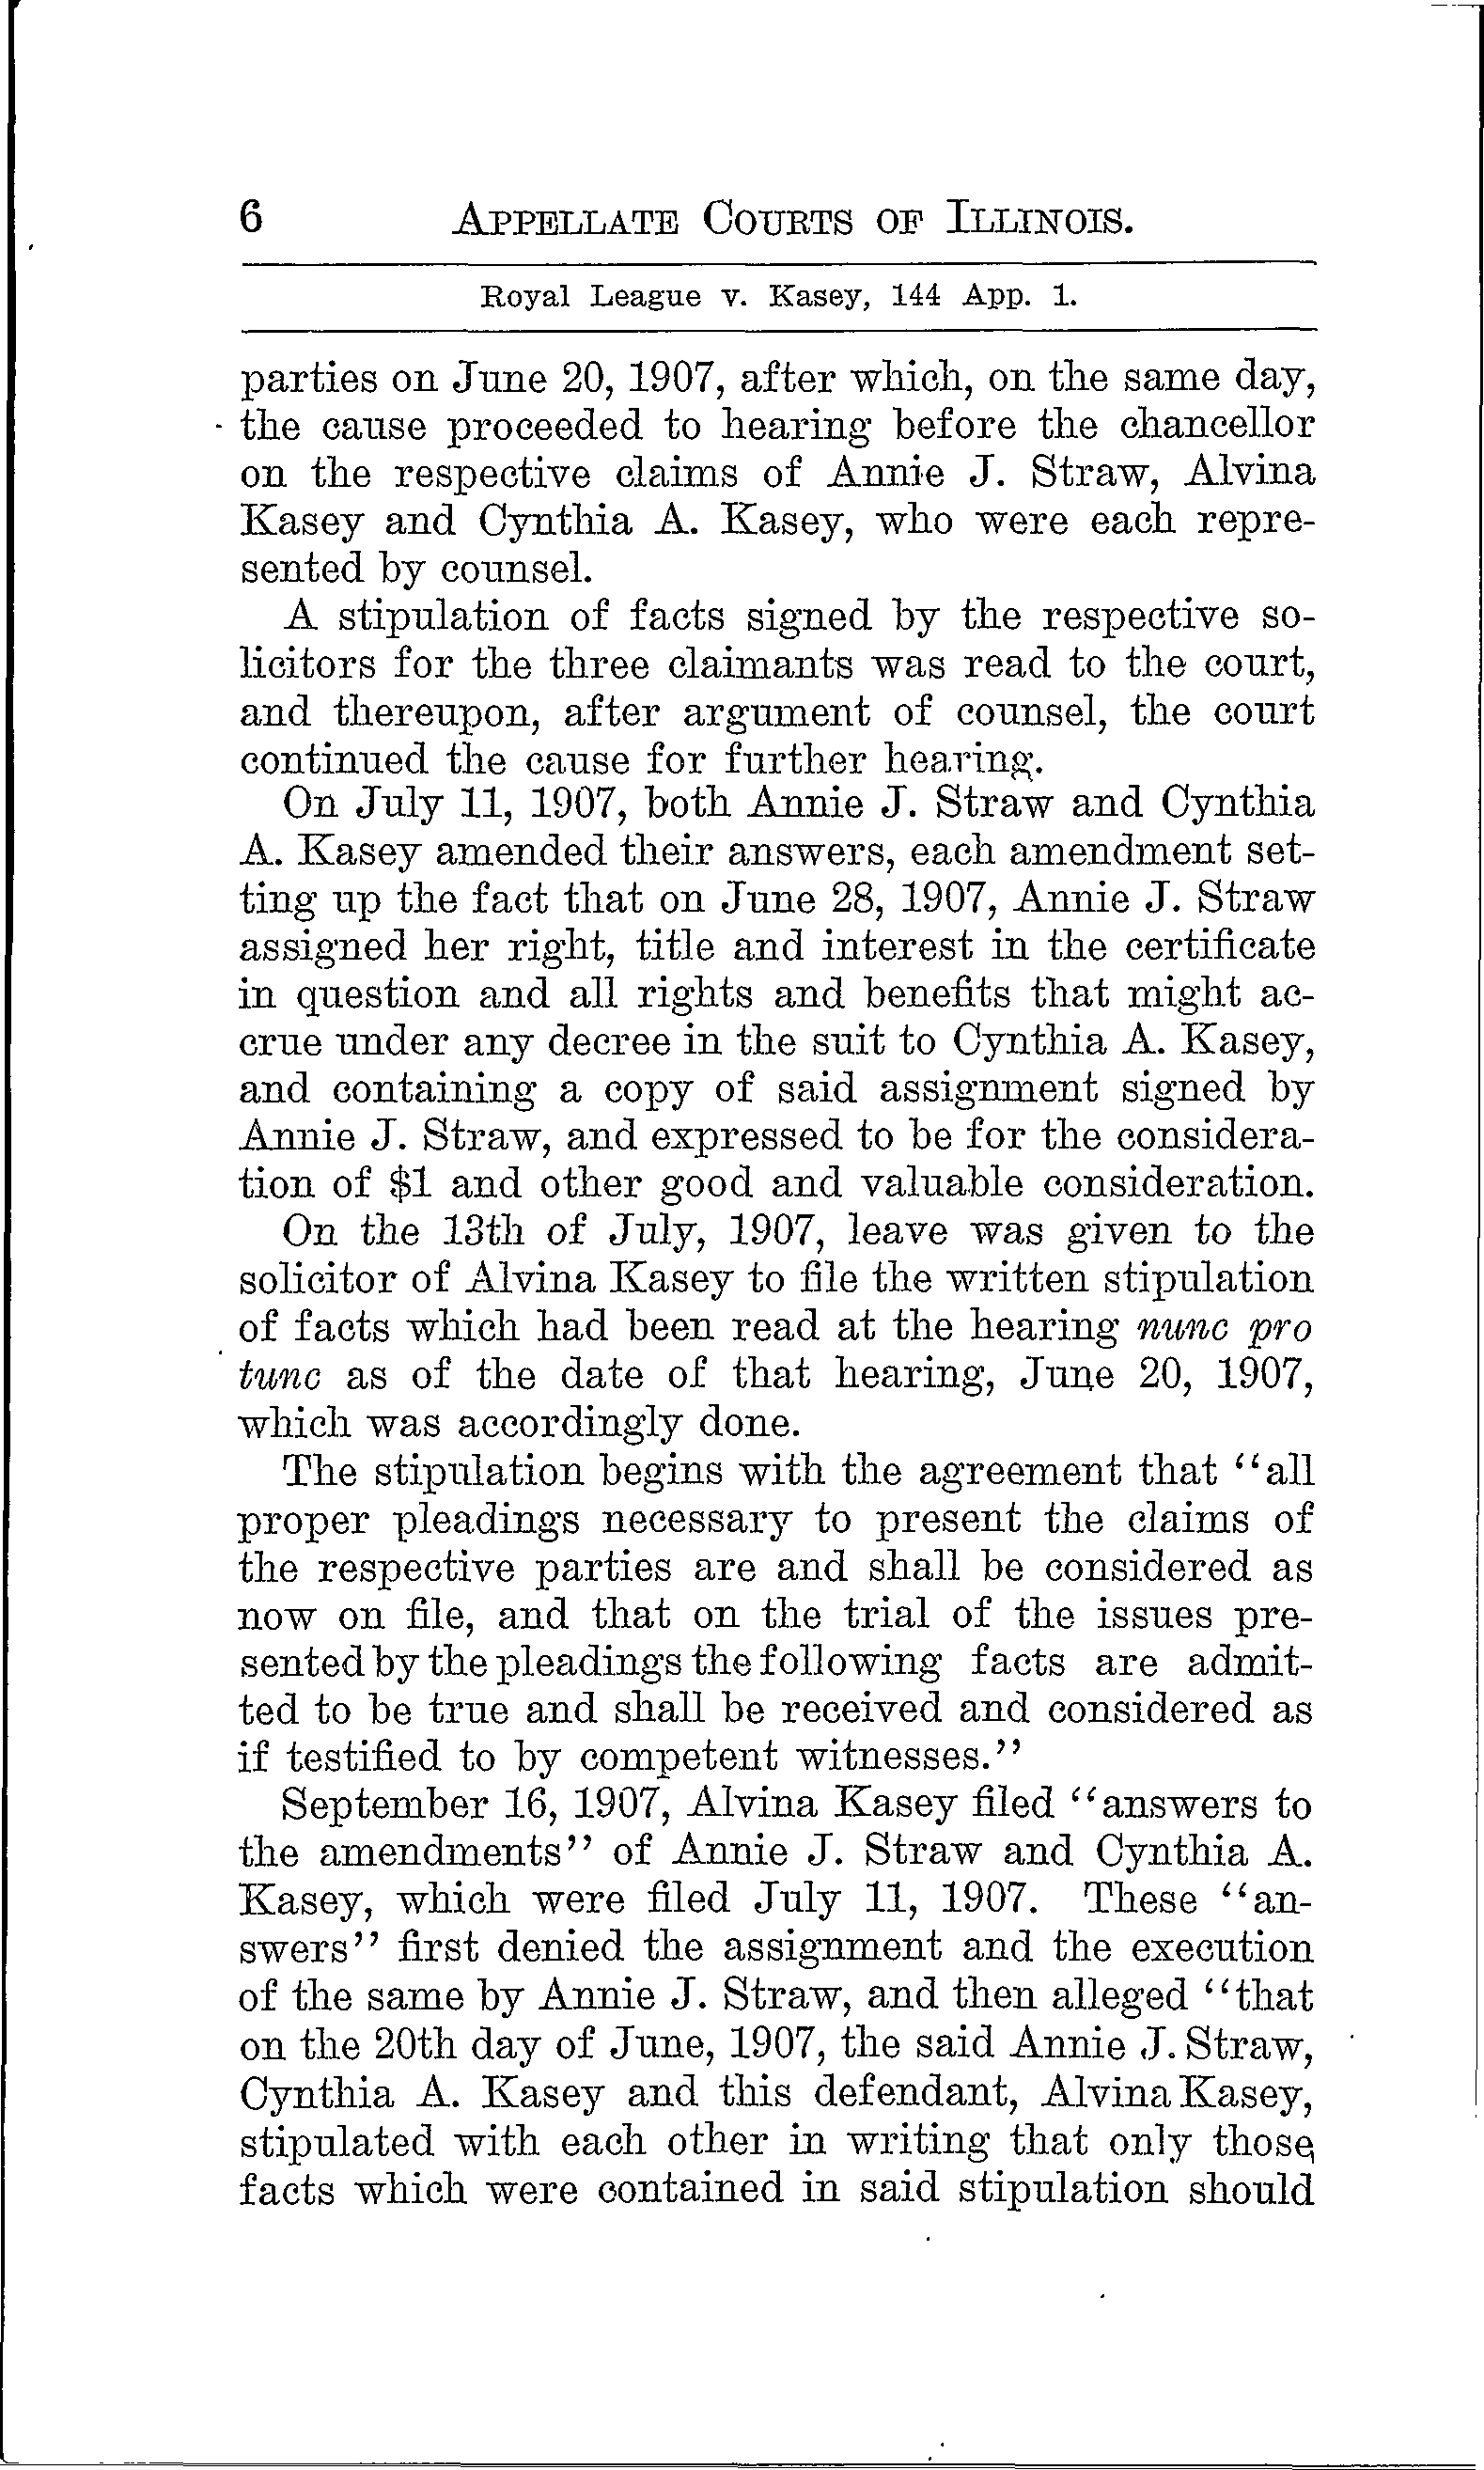 6 APPELLATE COURTS OF ILLINOIS.
Royal League v. Kasey, 144 App. 1.
parties on June 20, 1907, after which, on the same day,
the cause proceeded to hearing before the chancellor
on the respective claims of Annie J. Straw, Alvina
Kasey and Cynthia A. Kasey, who were each repre-
sented by counsel.
A stipulation of facts signed by the respective so-
licitors for the three claimants was read to the court,
and thereupon, after argument of counsel, the court
continued the cause for further hearing.
On July 11, 1907, both Annie J. Straw and Cynthia
A. Kasey amended their answers, each amendment set-
ting up the fact that on June 28, 1907, Annie J. Straw
assigned her right, title and interest in the certificate
in question and all rights and benefits that might ac-
crue under any decree in the suit to Cynthia A. Kasey,
and containing a copy of said assignment signed by
Annie J. Straw, and expressed to be for the considera-
tion of $1 and other good and valuable consideration.
On the 13th of July, 1907, leave was given to the
solicitor of Alvina Kasey to file the written stipulation
of facts which had been read at the hearing nunc pro
tunc as of the date of that hearing, June 20, 1907,
which was accordingly done.
The stipulation begins with the agreement that "all
proper pleadings necessary to present the claims of
the respective parties are and shall be considered as
now on file, and that on the trial of the issues pre-
sented by the pleadings the following facts are admit-
ted to be true and shall be received and considered as
if testified to by competent witnesses."
September 16, 1907, Alvina Kasey filed "answers to
the amendments" of Annie J. Straw and Cynthia A.
Kasey, which were filed July 11, 1907. These "an-
swers" first denied the assignment and the execution
of the same by Annie J. Straw, and then alleged "that
on the 20th day of June, 1907, the said Annie J. Straw,
Cynthia A. Kasey and this defendant, Alvina Kasey,
stipulated with each other in writing that only those
facts which were contained in said stipulation should